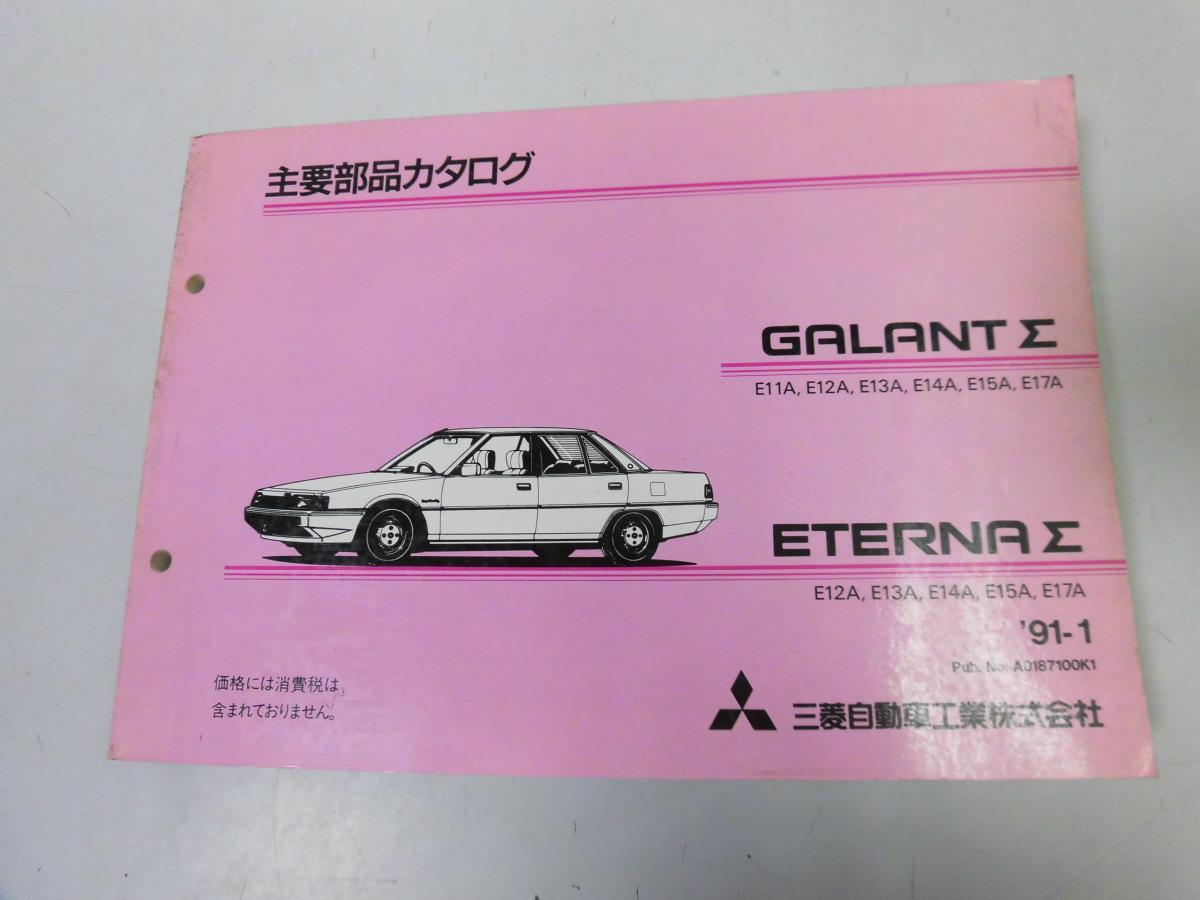 主要部品カタログ
GALANT Σ
E11A, E12A, E13A, E14A, E15A, E17A
ETERNA Σ
E12A, E13A, E14A, E15A, E17A
'91-1
Pub. No. A0187100K1
価格には消費税は、
含まれておりません。
三菱自動車工業株式会社